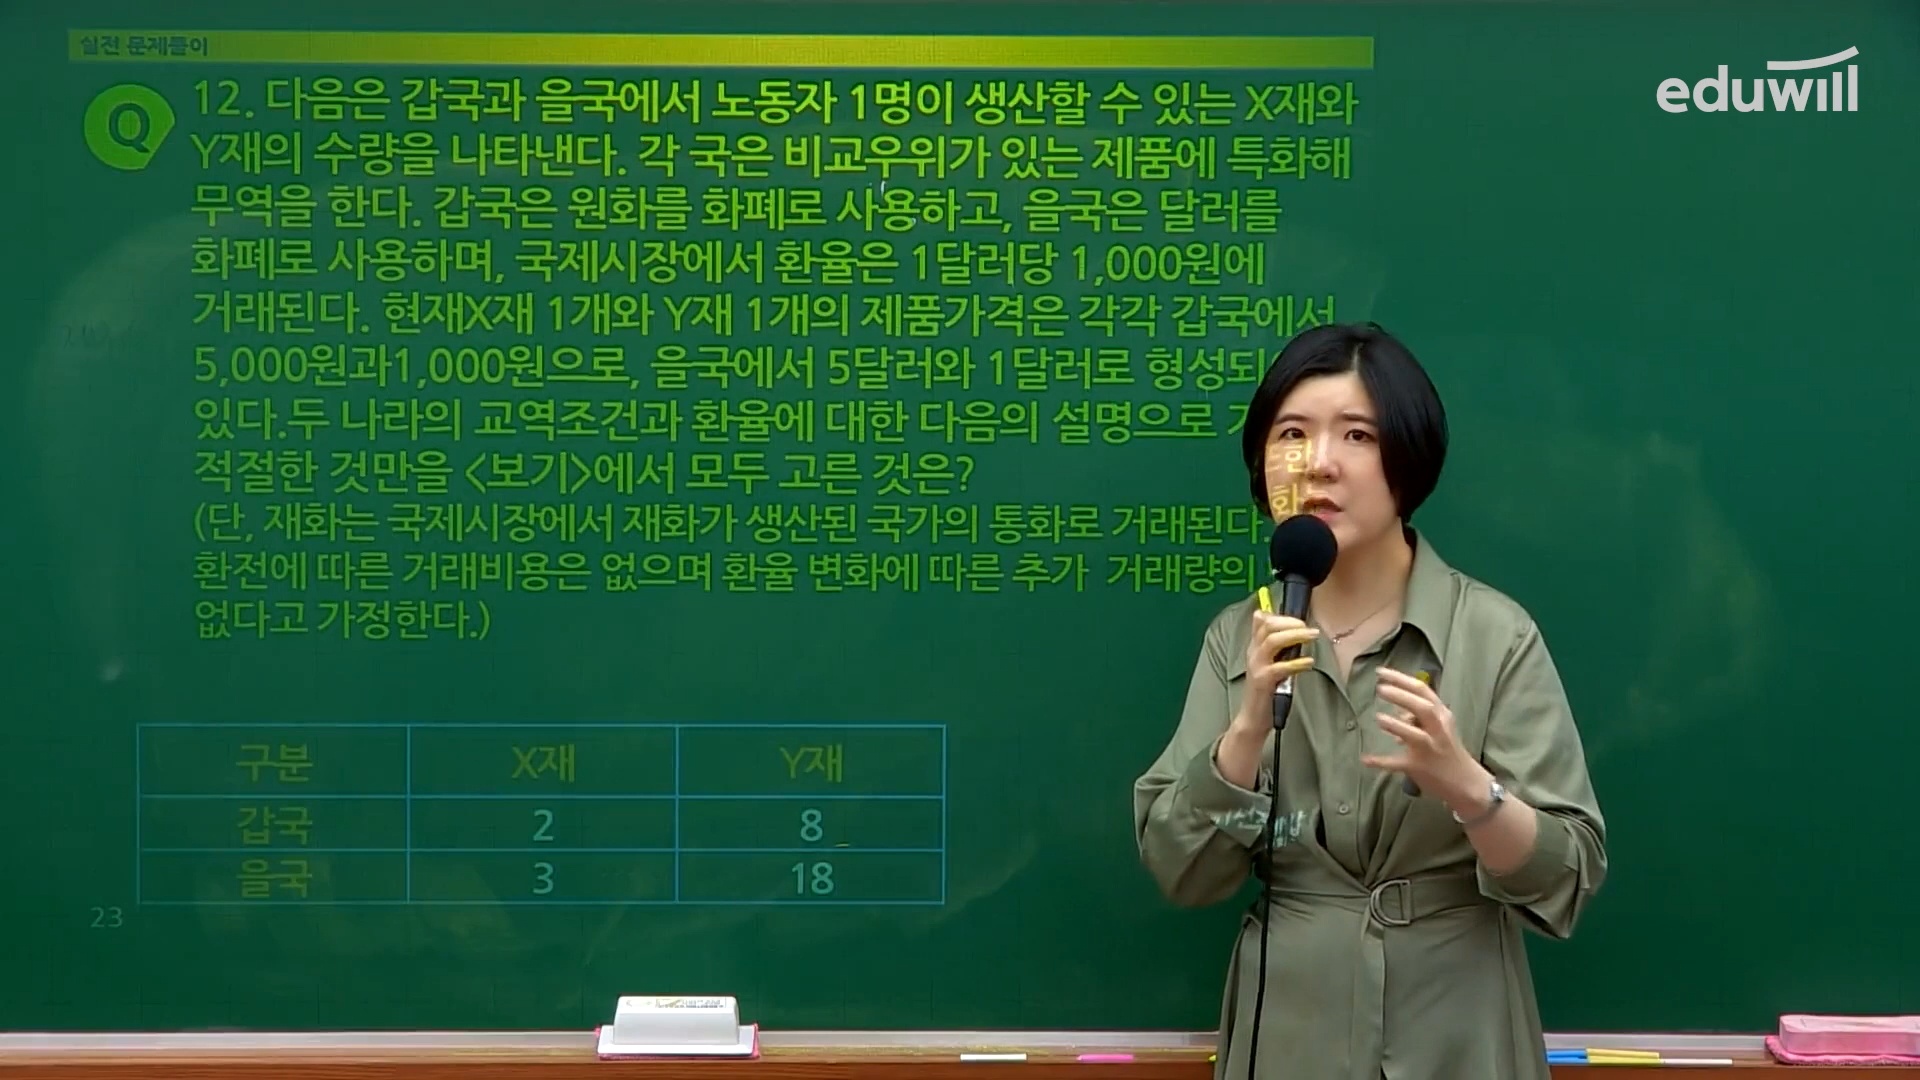 실전 문제풀이
eduwill
Q
12. 다음은 갑국과 을국에서 노동자 1명이 생산할 수 있는 X재와
Y재의 수량을 나타낸다. 각 국은 비교우위가 있는 제품에 특화해
무역을 한다. 갑국은 원화를 화폐로 사용하고, 을국은 달러를
화폐로 사용하며, 국제시장에서 환율은 1달러당 1,000원에
거래된다. 현재X재 1개와 Y재 1개의 제품가격은 각각 갑국에서
5,000원과1,000원으로, 을국에서 5달러와 1달러로
있다.두 나라의 교역조건과 환율에 대한 다음의 설명으로
적절한 것만을 <보기>에서 모두 고른 것은?
(단, 재화는 국제시장에서 재화가 생산된 국가의 통화로 거래된다.
환전에 따른 거래비용은 없으며 환율 변화에 따른 추가 거래량의
없다고 가정한다.)
구분 X재 Y재
갑국 2 8
을국 3 18
23